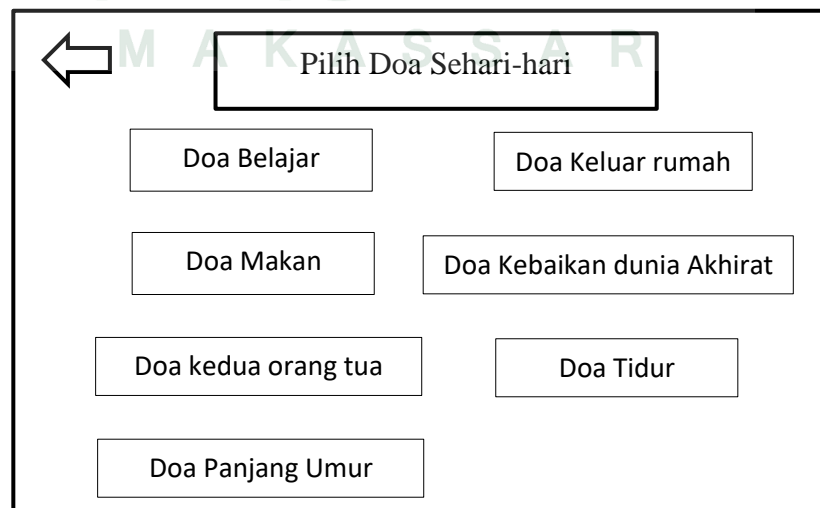 MAKASSAR
Pilih Doa Sehari-hari
Doa Belajar
Doa Keluar rumah
Doa Makan
Doa Kebaikan dunia Akhirat
Doa kedua orang tua
Doa Tidur
Doa Panjang Umur